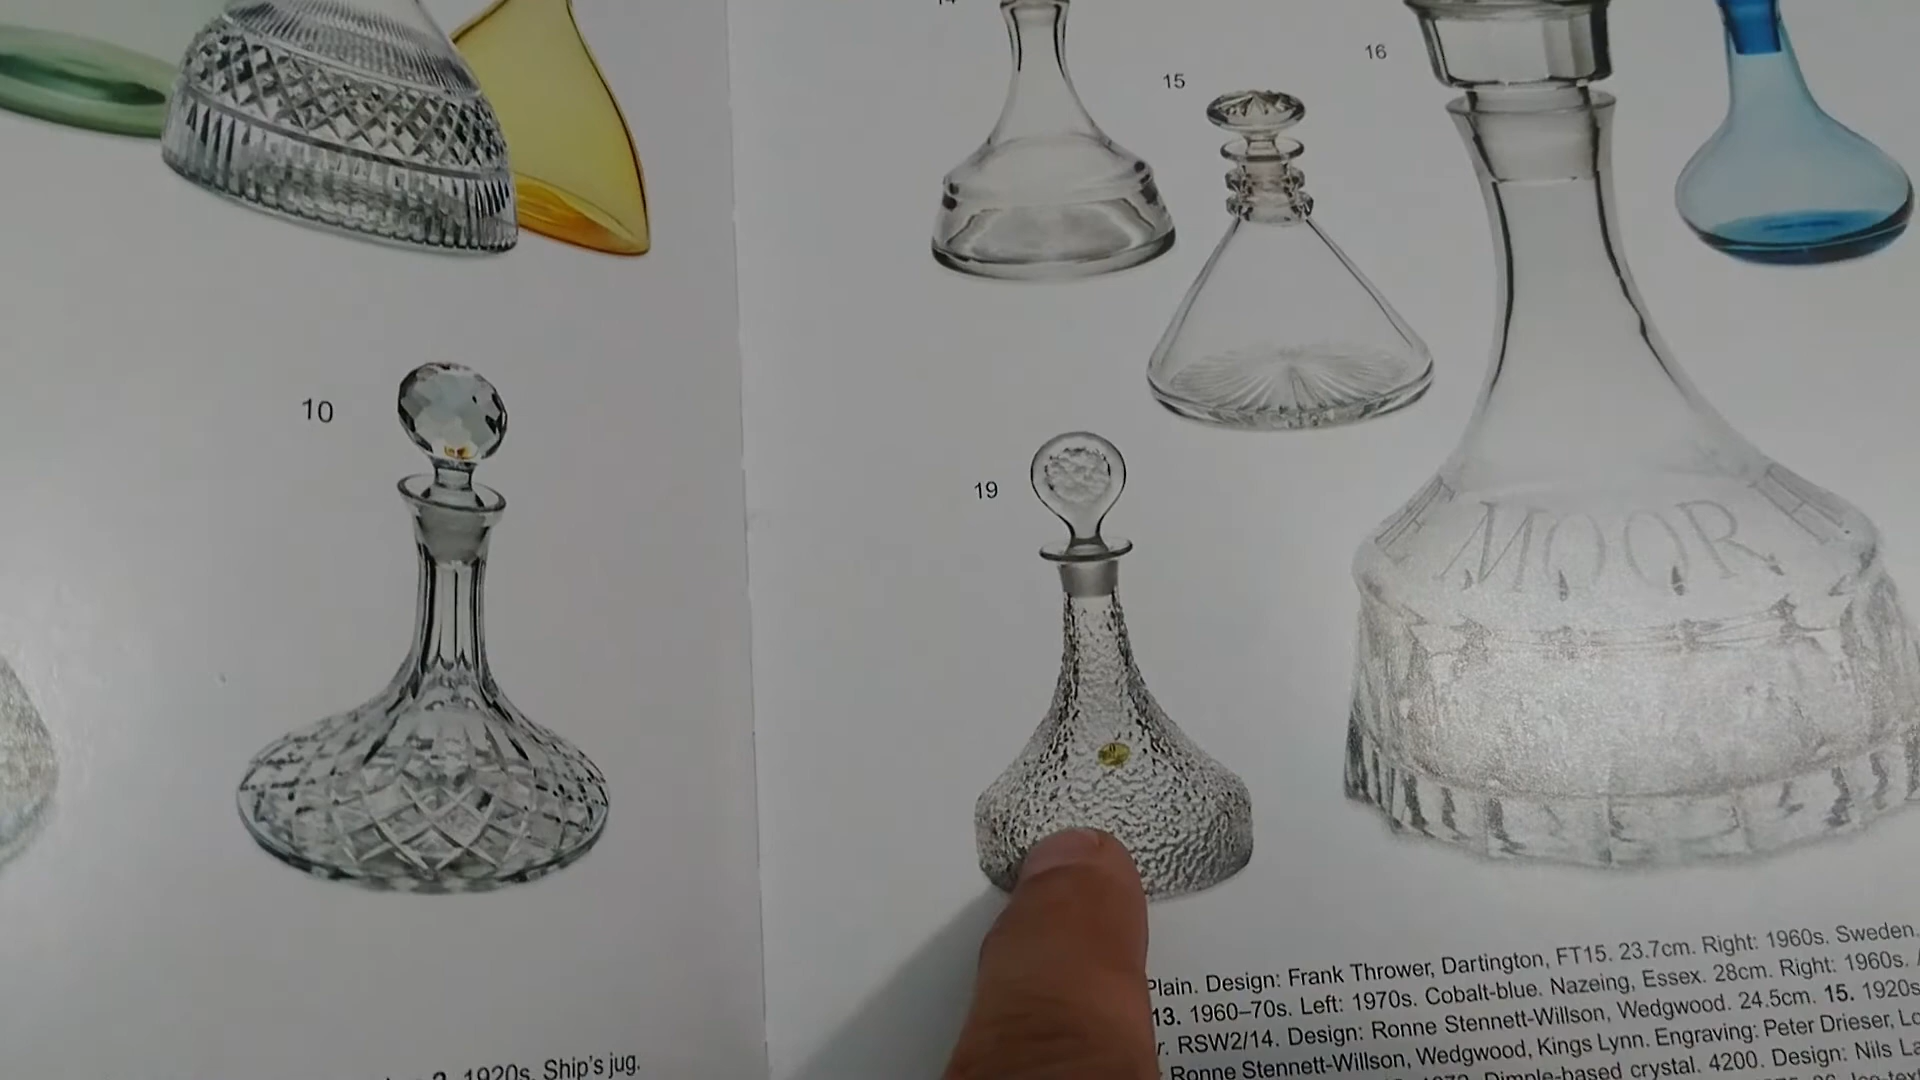 14
15
16
10
19
MOOR
Plain. Design: Frank Thrower, Dartington, FT15. 23.7cm. Right: 1960s. Sweden.
13. 1960–70s. Left: 1970s. Cobalt-blue. Nazeing, Essex. 28cm. Right: 1960s.
r. RSW2/14. Design: Ronne Stennett-Willson, Wedgwood. 24.5cm. 15. 1920s
Ronne Stennett-Willson, Wedgwood, Kings Lynn. Engraving: Peter Drieser, Lo
Dimple-based crystal. 4200. Design: Nils La
1920s. Ship's jug.